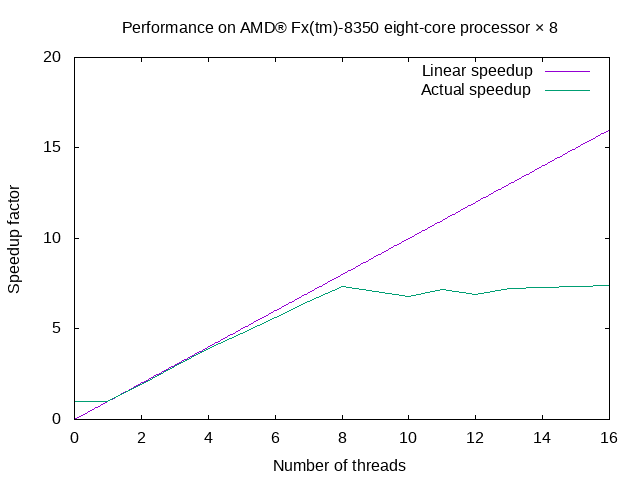 Performance on AMD® Fx(tm)-8350 eight-core processor × 8
20
15
10
5
0
Speedup factor
Linear speedup
Actual speedup
0 2 4 6 8 10 12 14 16
Number of threads